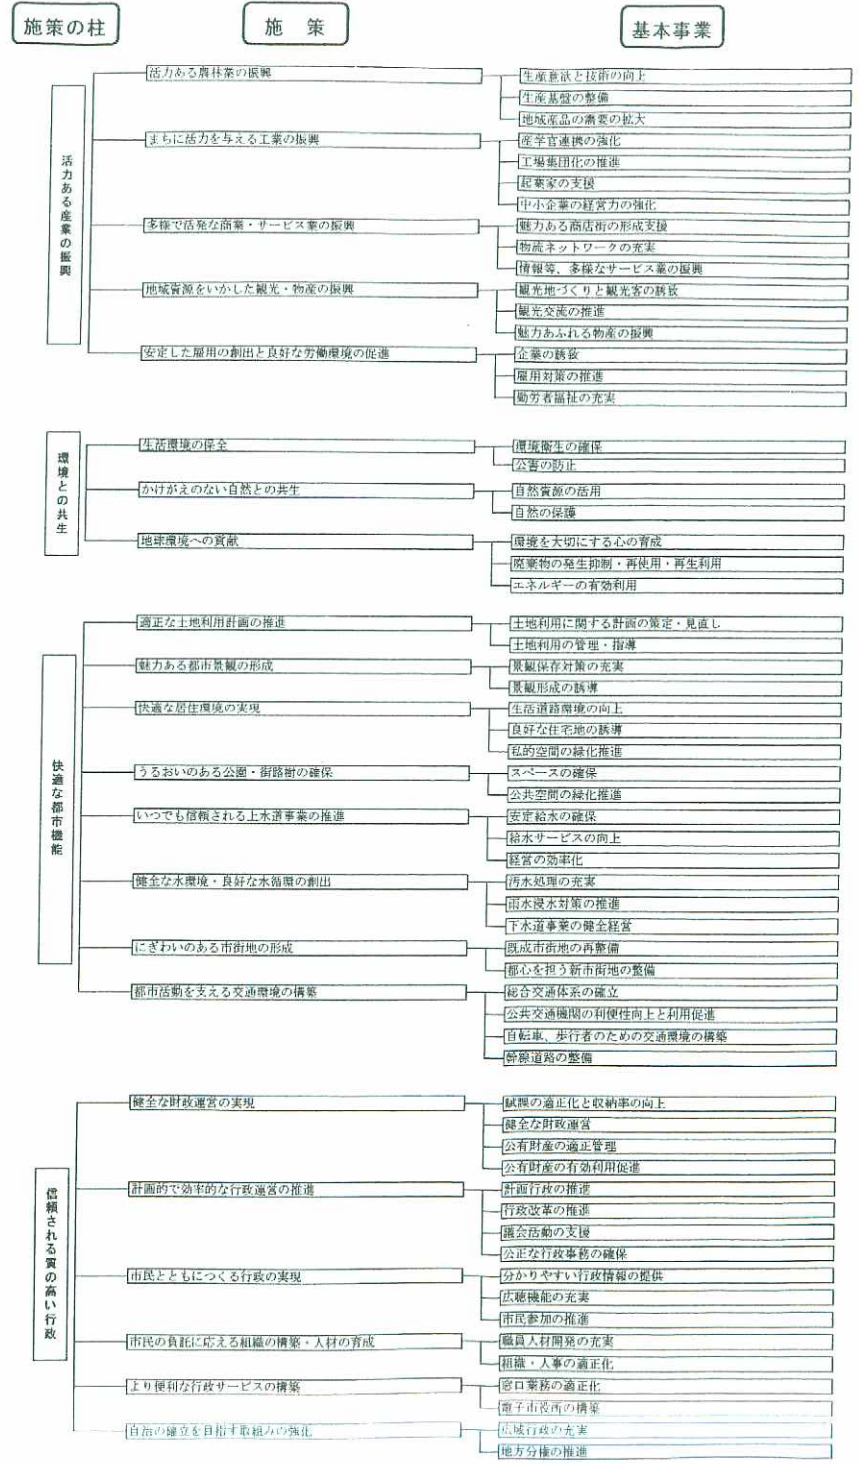 施策の柱
施　策
基本事業
活力ある産業の振興
活力ある農林業の振興
生産意欲と技術の向上
生産基盤の整備
地域産品の需要の拡大
まちに活力を与える工業の振興
産学官連携の強化
工場集団化の推進
起業家の支援
中小企業の経営力の強化
多様で活発な商業・サービス業の振興
魅力ある商店街の形成支援
物流ネットワークの充実
情報等、多様なサービス業の振興
地域資源をいかした観光・物産の振興
観光地づくりと観光客の誘致
観光交流の推進
魅力あふれる物産の振興
安定した雇用の創出と良好な労働環境の促進
企業の誘致
雇用対策の推進
勤労者福祉の充実
環境との共生
生活環境の保全
環境衛生の確保
公害の防止
かけがえのない自然との共生
自然資源の活用
自然の保護
地球環境への貢献
環境を大切にする心の育成
廃棄物の発生抑制・再使用・再生利用
エネルギーの有効利用
快適な都市機能
適正な土地利用計画の推進
土地利用に関する計画の策定・見直し
土地利用の管理・指導
魅力ある都市景観の形成
景観保存対策の充実
景観形成の誘導
快適な居住環境の実現
生活道路環境の向上
良好な住宅地の誘導
私的空間の緑化推進
うるおいのある公園・街路樹の確保
スペースの確保
公共空間の緑化推進
いつでも信頼される上水道事業の推進
安定給水の確保
給水サービスの向上
経営の効率化
健全な水環境・良好な水循環の創出
汚水処理の充実
雨水浸水対策の推進
下水道事業の健全経営
にぎわいのある市街地の形成
既成市街地の再整備
都心を担う新市街地の整備
都市活動を支える交通環境の構築
総合交通体系の確立
公共交通機関の利便性向上と利用促進
自転車、歩行者のための交通環境の構築
幹線道路の整備
信頼される質の高い行政
健全な財政運営の実現
賦課の適正化と収納率の向上
健全な財政運営
公有財産の適正管理
公有財産の有効利用促進
計画的で効率的な行政運営の推進
計画行政の推進
行政改革の推進
議会活動の支援
公正な行政事務の確保
市民とともにつくる行政の実現
分かりやすい行政情報の提供
広聴機能の充実
市民参加の推進
市民の負託に応える組織の構築・人材の育成
職員人材開発の充実
組織・人事の適正化
より便利な行政サービスの構築
窓口業務の適正化
電子市役所の構築
自治の確立を目指す取組みの強化
広域行政の充実
地方分権の推進